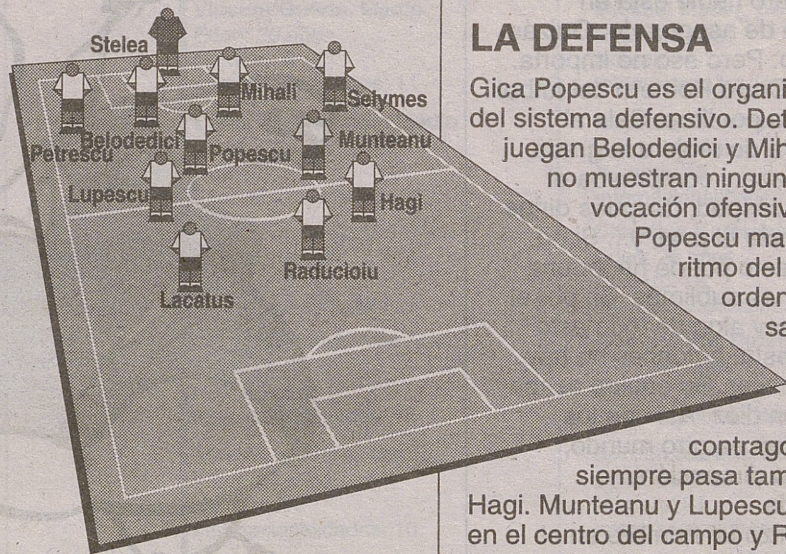 Stelea
Mihali
Selymes
Petrescu
Belodedici
Popescu
Munteanu
Lupescu
Hagi
Raducioiu
Lacatus
LA DEFENSA
Gica Popescu es el organi
del sistema defensivo. Det
juegan Belodedici y Mih
no muestran ningun
vocación ofensiv
Popescu ma
ritmo del
orden
sa
contrago
siempre pasa tam
Hagi. Munteanu y Lupescu
en el centro del campo y R